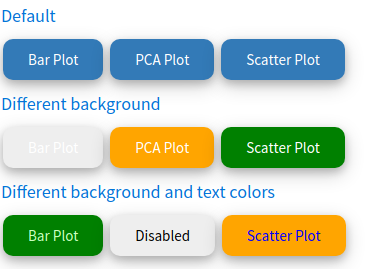 Default
Bar Plot PCA Plot Scatter Plot
Different background
Bar Plot PCA Plot Scatter Plot
Different background and text colors
Bar Plot Disabled Scatter Plot